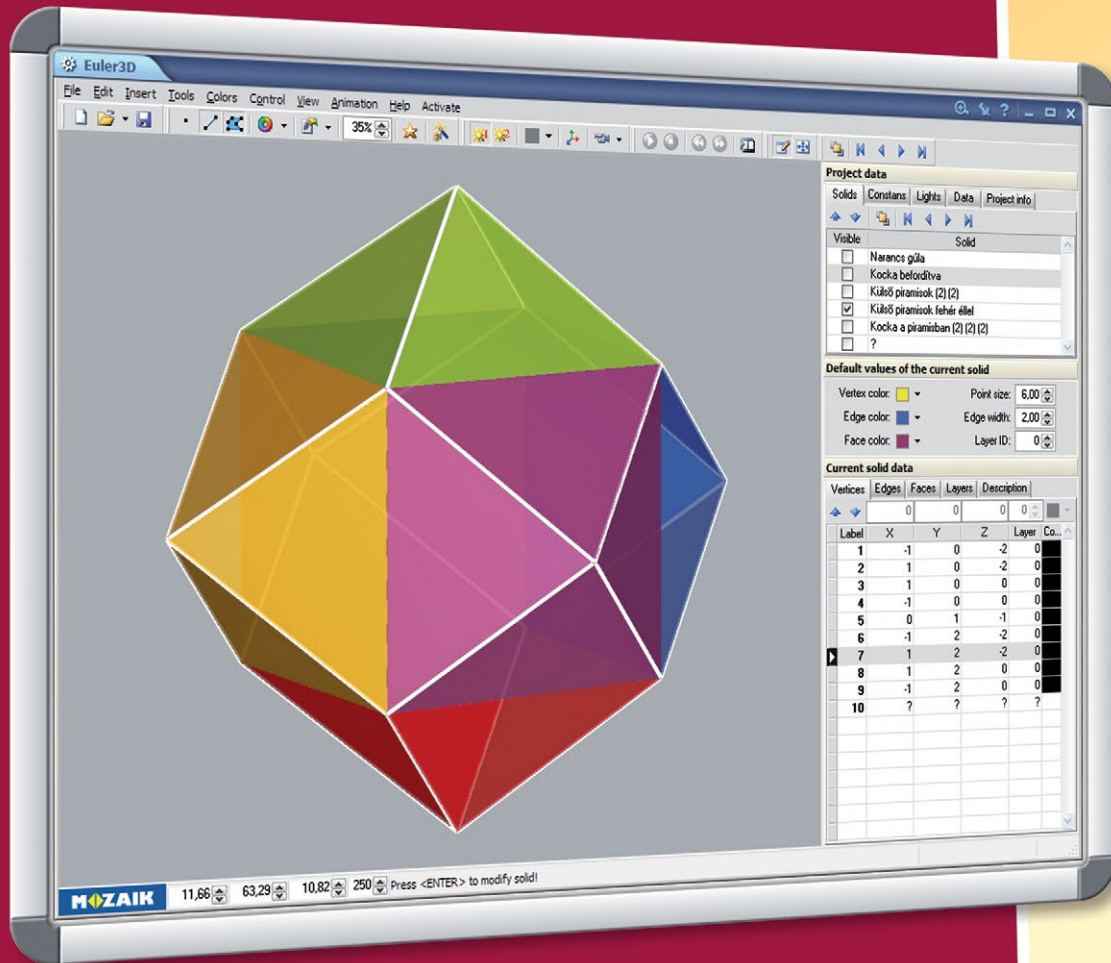 Euler3D
File Edit Insert Tools Colors Control View Animation Help Activate
35%
Project data
Solids Constans Lights Data Project info
Visible Solid
Narancs gúla
Kocka befordítva
Külső piramisok (2) (2)
Külső piramisok fehér éllel
Kocka a piramisban (2) (2) (2)
?
Default values of the current solid
Vertex color: Point size: 6,00
Edge color: Edge width: 2,00
Face color: Layer ID: 0
Current solid data
Vertices Edges Faces Layers Description
0 0 0 0
Label X Y Z Layer Co...
1 -1 0 -2 0
2 1 0 -2 0
3 1 0 0 0
4 -1 0 0 0
5 0 1 -1 0
6 -1 2 -2 0
7 1 2 -2 0
8 1 2 0 0
9 -1 2 0 0
10 ? ? ? ?
MOZAIK 11,66 63,29 10,82 250 Press <ENTER> to modify solid!